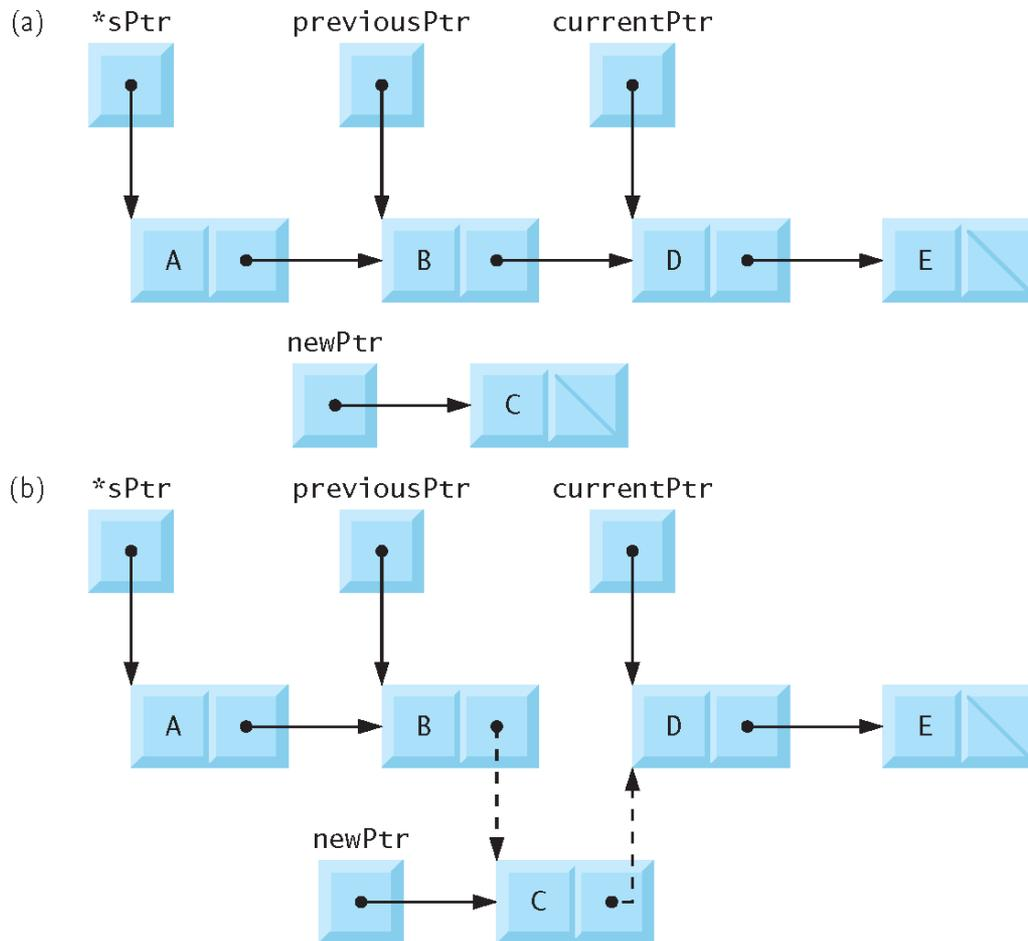 (a) *sPtr previousPtr currentPtr
A B D E
newPtr
C
(b) *sPtr previousPtr currentPtr
A B D E
newPtr
C